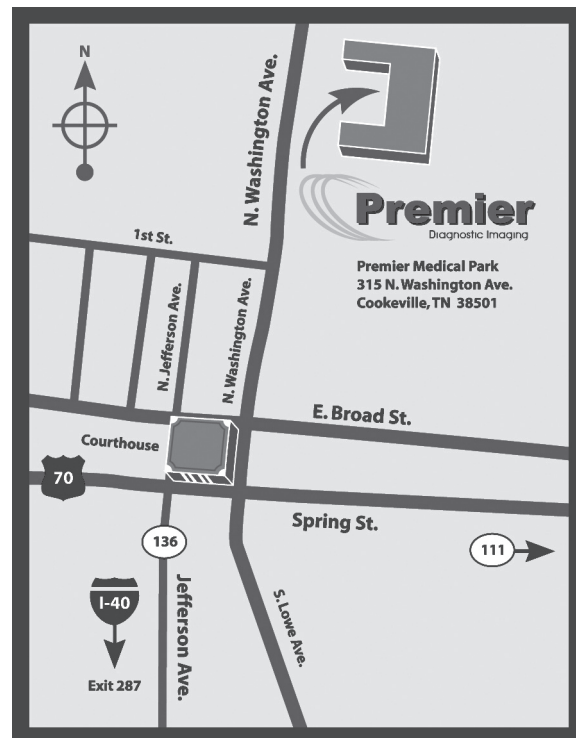 N
N. Washington Ave.
Premier
Diagnostic Imaging
1st St.
Premier Medical Park
315 N. Washington Ave.
Cookeville, TN 38501
N. Jefferson Ave.
N. Washington Ave.
E. Broad St.
Courthouse
70
Spring St.
136
111
I-40
Jefferson Ave.
S. Lowe Ave.
Exit 287